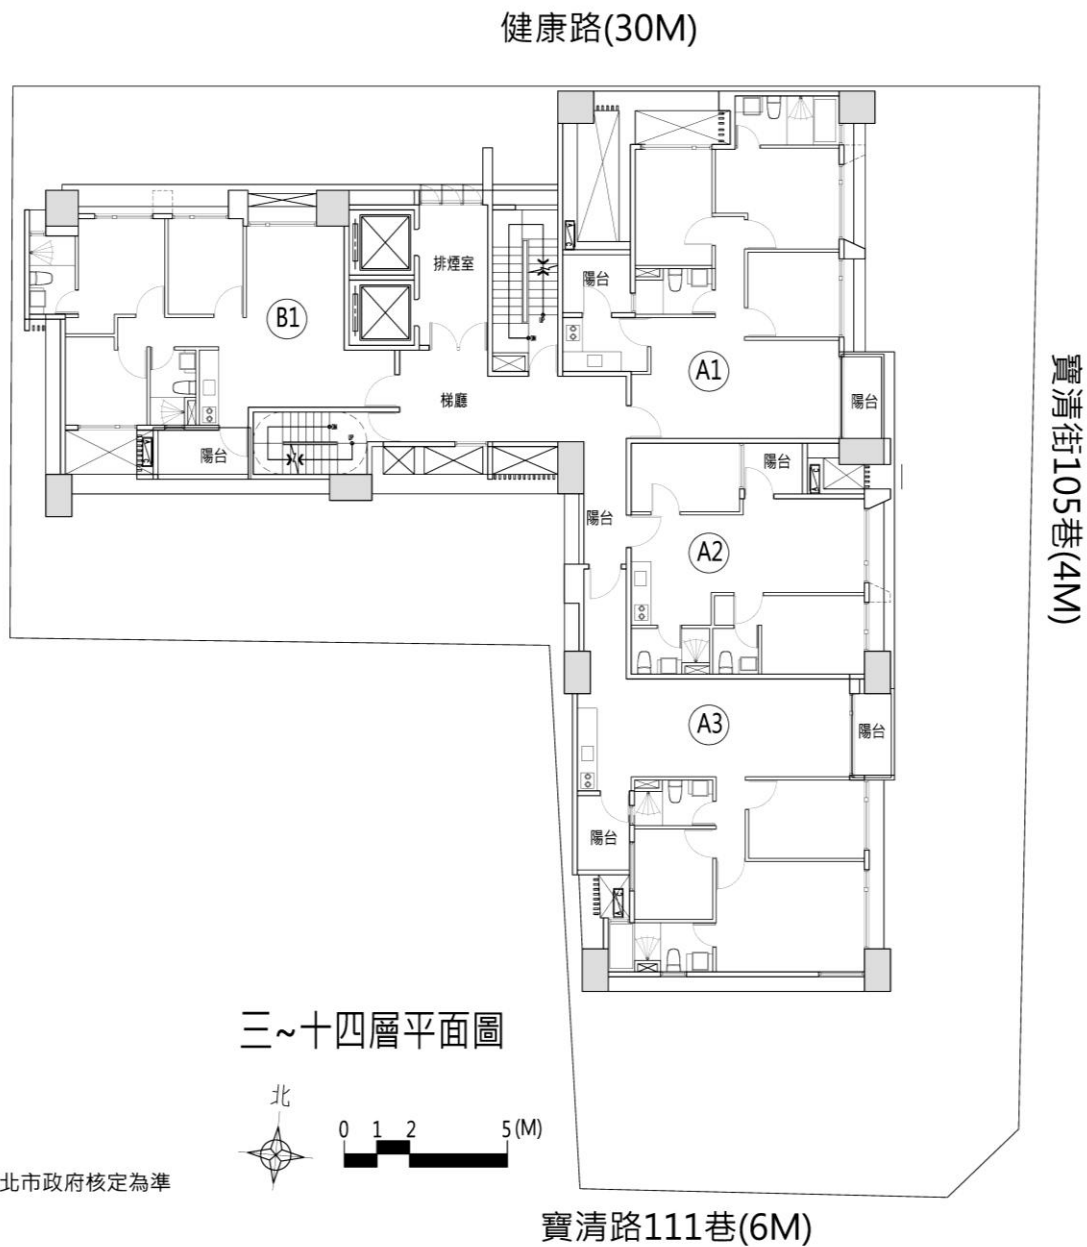 健康路(30M)
排煙室
陽台
B1
A1
陽台
梯廳
寶清街105巷(4M)
陽台
陽台
陽台
A2
A3
陽台
陽台
三~十四層平面圖
北
0 1 2 5(M)
北市政府核定為準
寶清路111巷(6M)